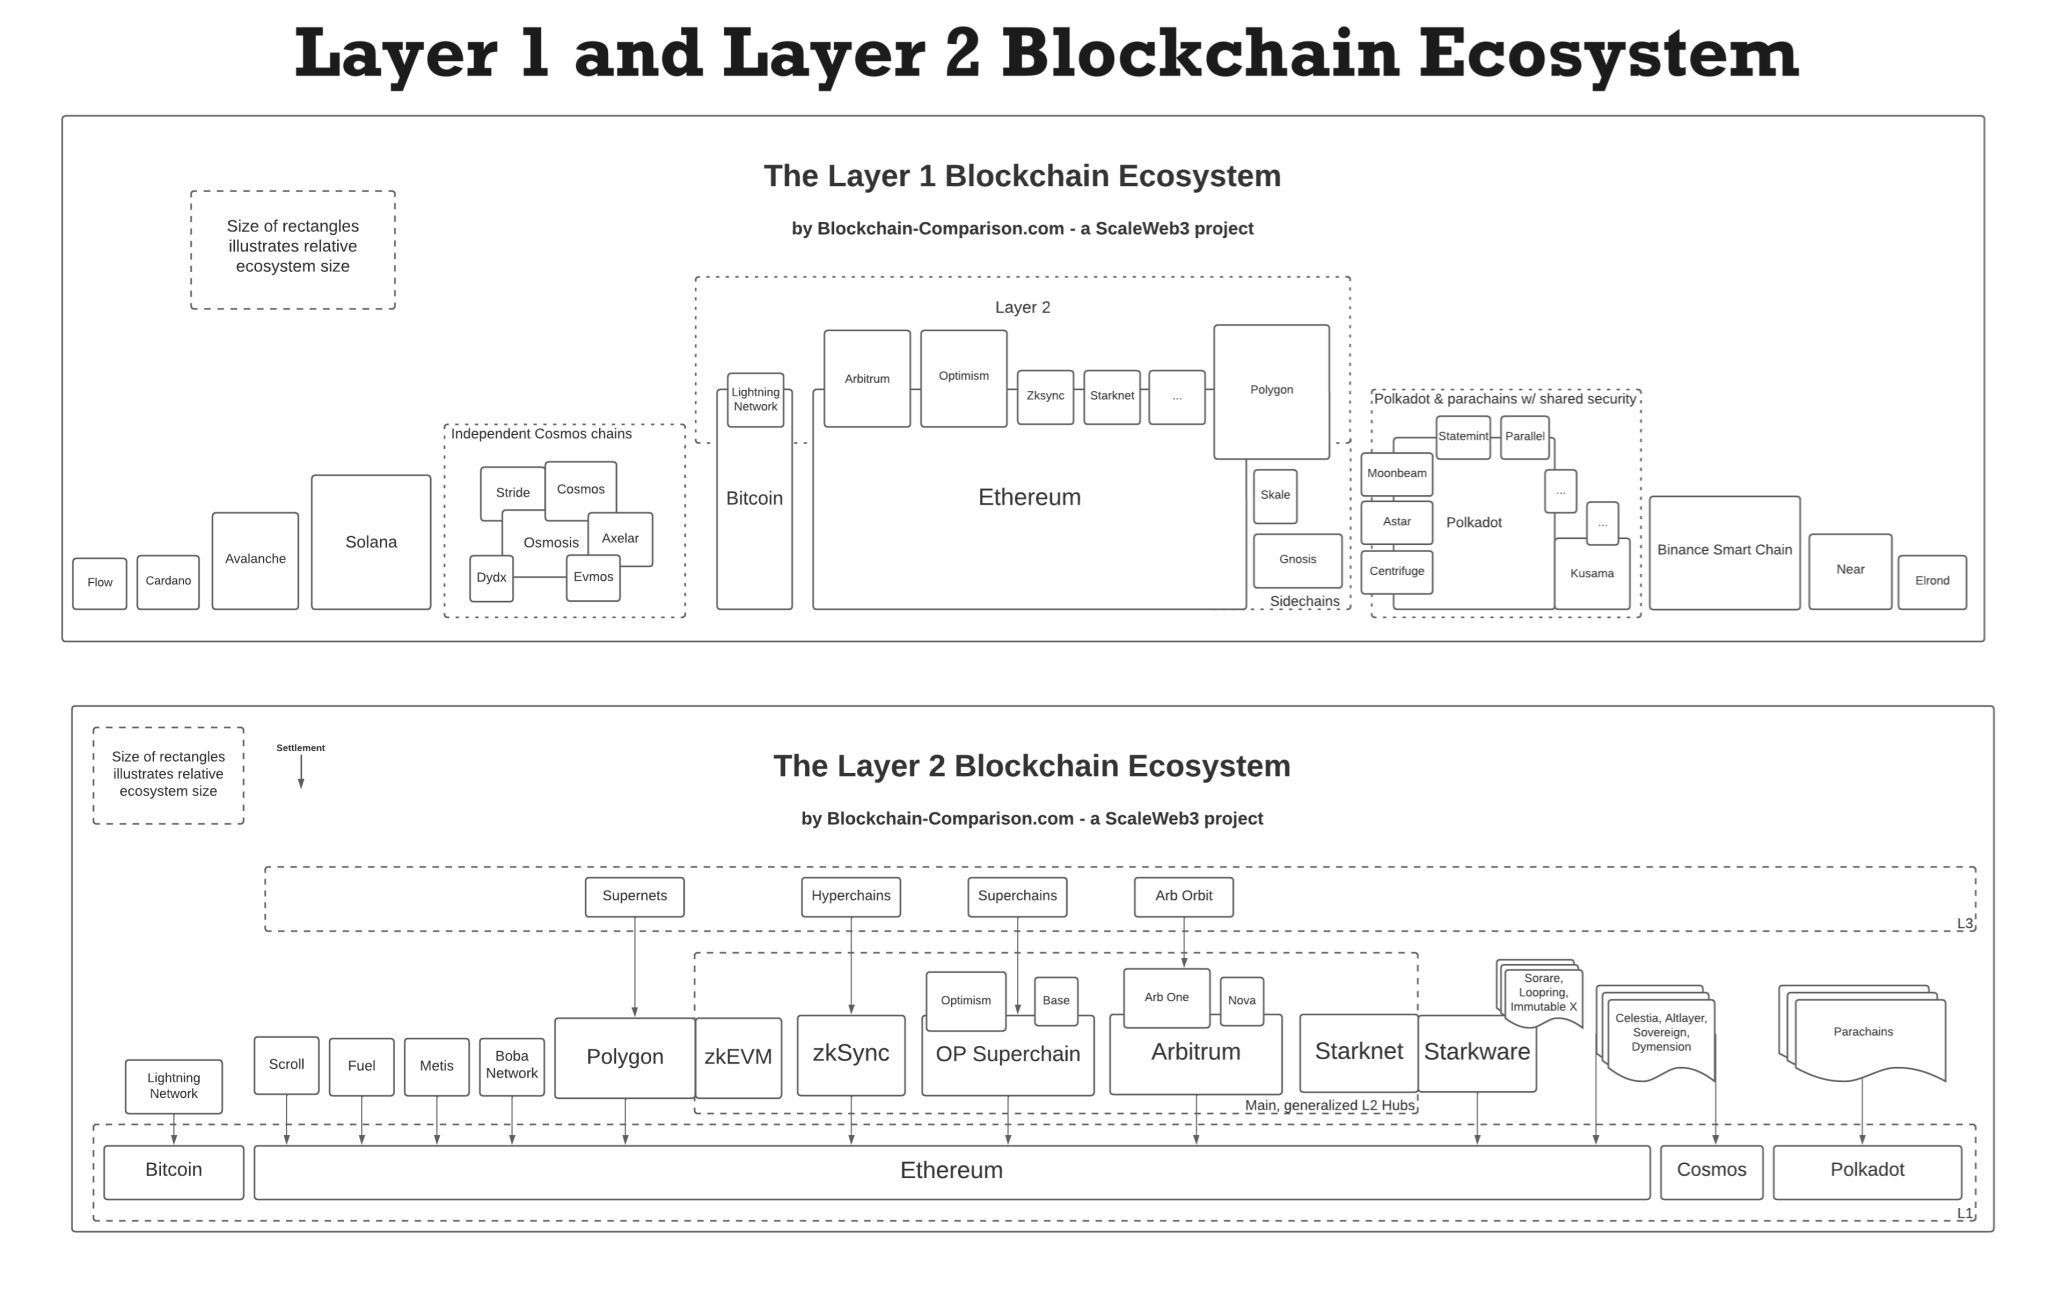 Layer 1 and Layer 2 Blockchain Ecosystem
The Layer 1 Blockchain Ecosystem
by Blockchain-Comparison.com - a ScaleWeb3 project
Size of rectangles
illustrates relative
ecosystem size
Layer 2
Lightning
Network
Arbitrum
Optimism
Zksync
Starknet
...
Polygon
Independent Cosmos chains
Stride
Cosmos
Osmosis
Axelar
Dydx
Evmos
Flow
Cardano
Avalanche
Solana
Bitcoin
Ethereum
Skale
Gnosis
Sidechains
Polkadot & parachains w/ shared security
Statemint
Parallel
Moonbeam
...
Astar
Polkadot
...
Centrifuge
Kusama
Binance Smart Chain
Near
Elrond
Size of rectangles
illustrates relative
ecosystem size
Settlement
The Layer 2 Blockchain Ecosystem
by Blockchain-Comparison.com - a ScaleWeb3 project
Supernets
Hyperchains
Superchains
Arb Orbit
L3
Lightning
Network
Scroll
Fuel
Metis
Boba
Network
Polygon
zkEVM
zkSync
Optimism
Base
OP Superchain
Arb One
Nova
Arbitrum
Starknet
Starkware
Main, generalized L2 Hubs
Sorare,
Loopring,
Immutable X
Celestia, Altlayer,
Sovereign,
Dymension
Parachains
Bitcoin
Ethereum
Cosmos
Polkadot
L1